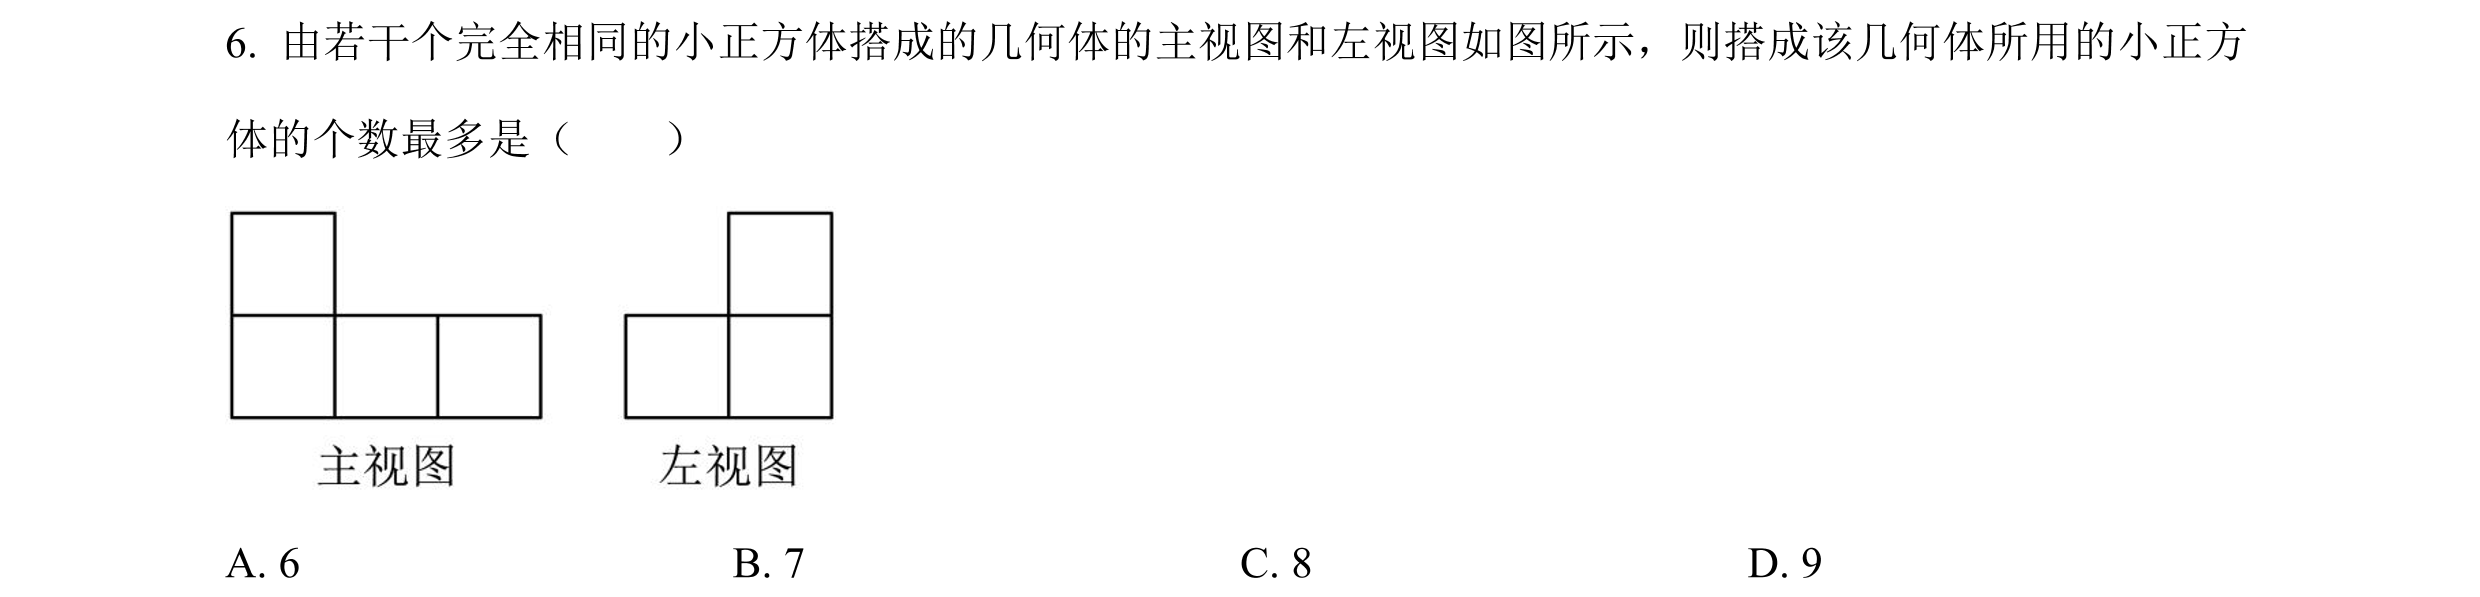 6. 由若干个完全相同的小正方体搭成的几何体的主视图和左视图如图所示，则搭成该几何体所用的小正方
体的个数最多是（　　）
主视图 左视图
A. 6 B. 7 C. 8 D. 9